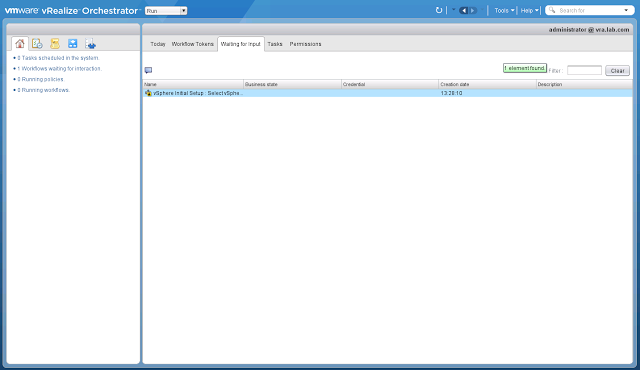 vmware vRealize Orchestrator Run Tools Help Search for
administrator @ vra.lab.com
Today Workflow Tokens Waiting for Input Tasks Permissions
0 Tasks scheduled in the system.
1 Workflows waiting for interaction.
0 Running policies.
0 Running workflows.
1 element found. Filter: Clear
Name Business state Credential Creation date Description
vSphere Initial Setup : Select vSphe... 13:28:10